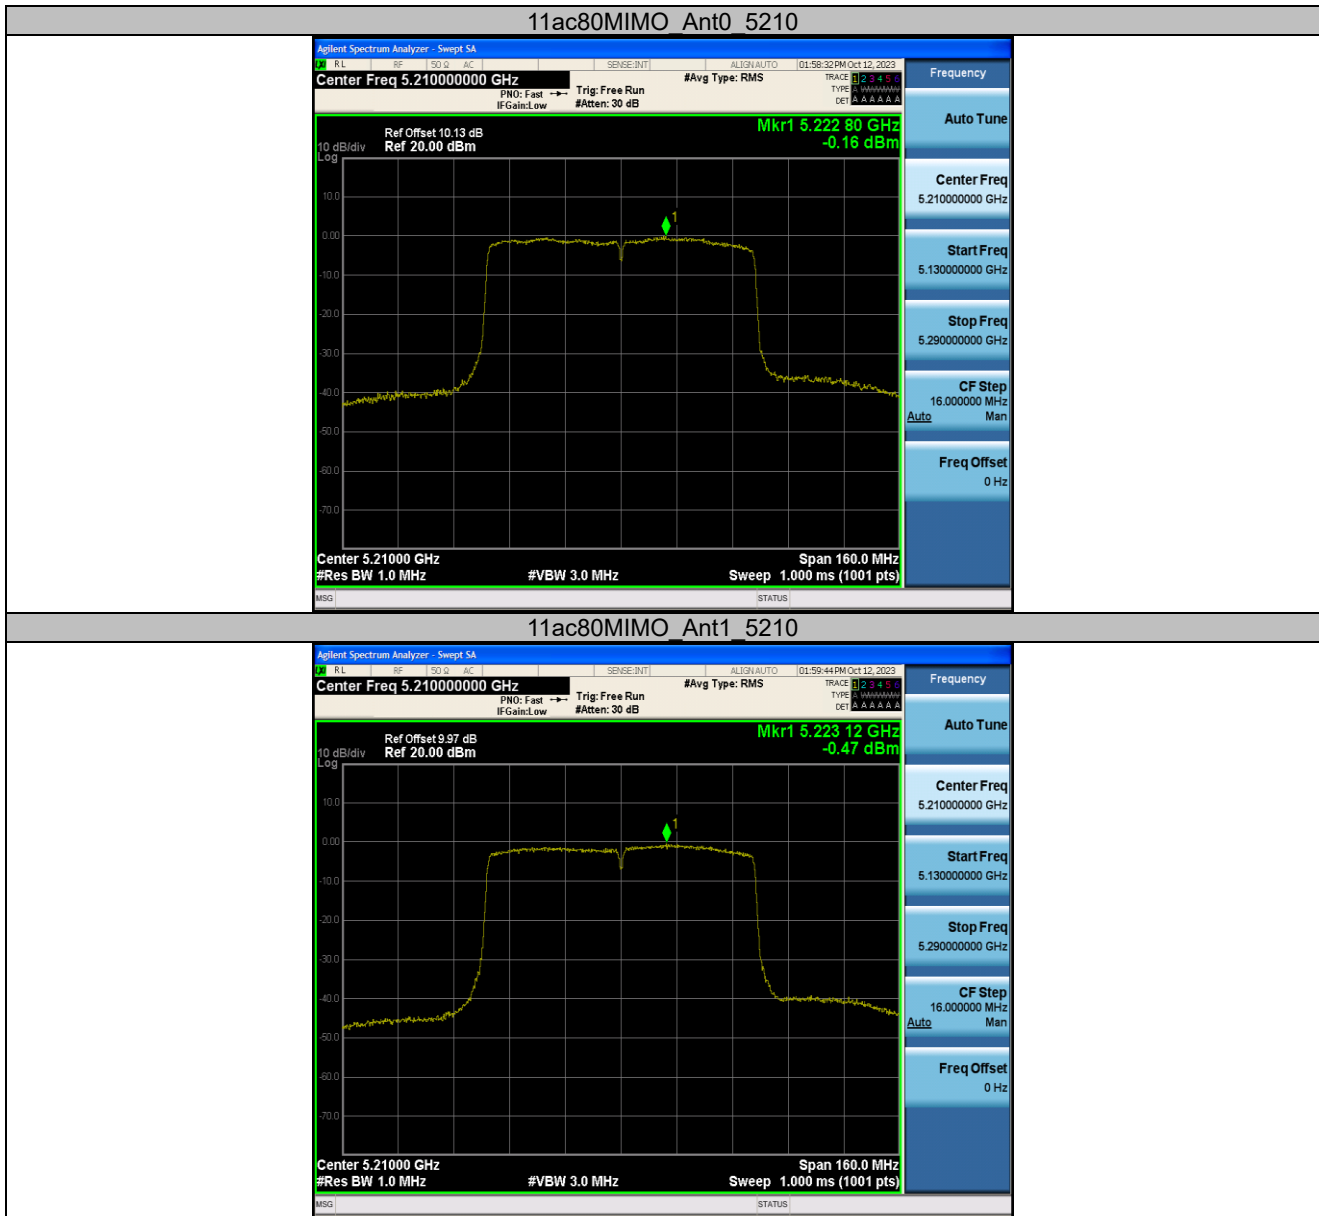 11ac80MIMO_Ant0_5210
Agilent Spectrum Analyzer - Swept SA
RL RF 50 Ω AC SENSE:INT ALIGNAUTO 01:58:32 PM Oct 12, 2023
Center Freq 5.210000000 GHz
PNO: Fast
IFGain:Low
Trig: Free Run
#Atten: 30 dB
#Avg Type: RMS
TRACE 1 2 3 4 5 6
TYPE A
DET A A A A A A
Mkr1 5.222 80 GHz
-0.16 dBm
Ref Offset 10.13 dB
10 dB/div Ref 20.00 dBm
Log
10.0
0.00
-10.0
-20.0
-30.0
-40.0
-50.0
-60.0
-70.0
1
Center 5.21000 GHz Span 160.0 MHz
#Res BW 1.0 MHz #VBW 3.0 MHz Sweep 1.000 ms (1001 pts)
MSG STATUS
Frequency
Auto Tune
Center Freq
5.210000000 GHz
Start Freq
5.130000000 GHz
Stop Freq
5.290000000 GHz
CF Step
16.000000 MHz
Auto Man
Freq Offset
0 Hz
11ac80MIMO_Ant1_5210
Agilent Spectrum Analyzer - Swept SA
RL RF 50 Ω AC SENSE:INT ALIGNAUTO 01:59:44 PM Oct 12, 2023
Center Freq 5.210000000 GHz
PNO: Fast
IFGain:Low
Trig: Free Run
#Atten: 30 dB
#Avg Type: RMS
TRACE 1 2 3 4 5 6
TYPE A
DET A A A A A A
Mkr1 5.223 12 GHz
-0.47 dBm
Ref Offset 9.97 dB
10 dB/div Ref 20.00 dBm
Log
10.0
0.00
-10.0
-20.0
-30.0
-40.0
-50.0
-60.0
-70.0
1
Center 5.21000 GHz Span 160.0 MHz
#Res BW 1.0 MHz #VBW 3.0 MHz Sweep 1.000 ms (1001 pts)
MSG STATUS
Frequency
Auto Tune
Center Freq
5.210000000 GHz
Start Freq
5.130000000 GHz
Stop Freq
5.290000000 GHz
CF Step
16.000000 MHz
Auto Man
Freq Offset
0 Hz